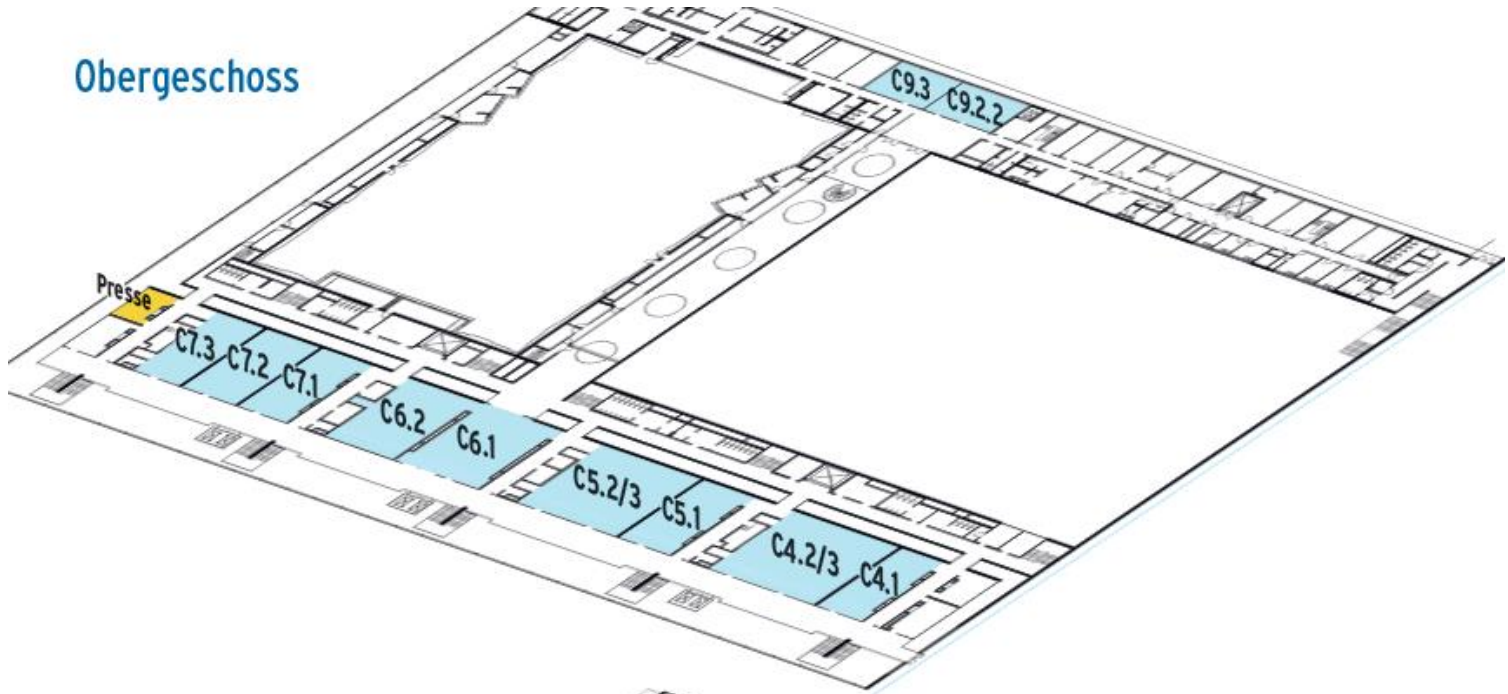 Obergeschoss
C9.3
C9.2.2
Presse
C7.3
C7.2
C7.1
C6.2
C6.1
C5.2/3
C5.1
C4.2/3
C4.1